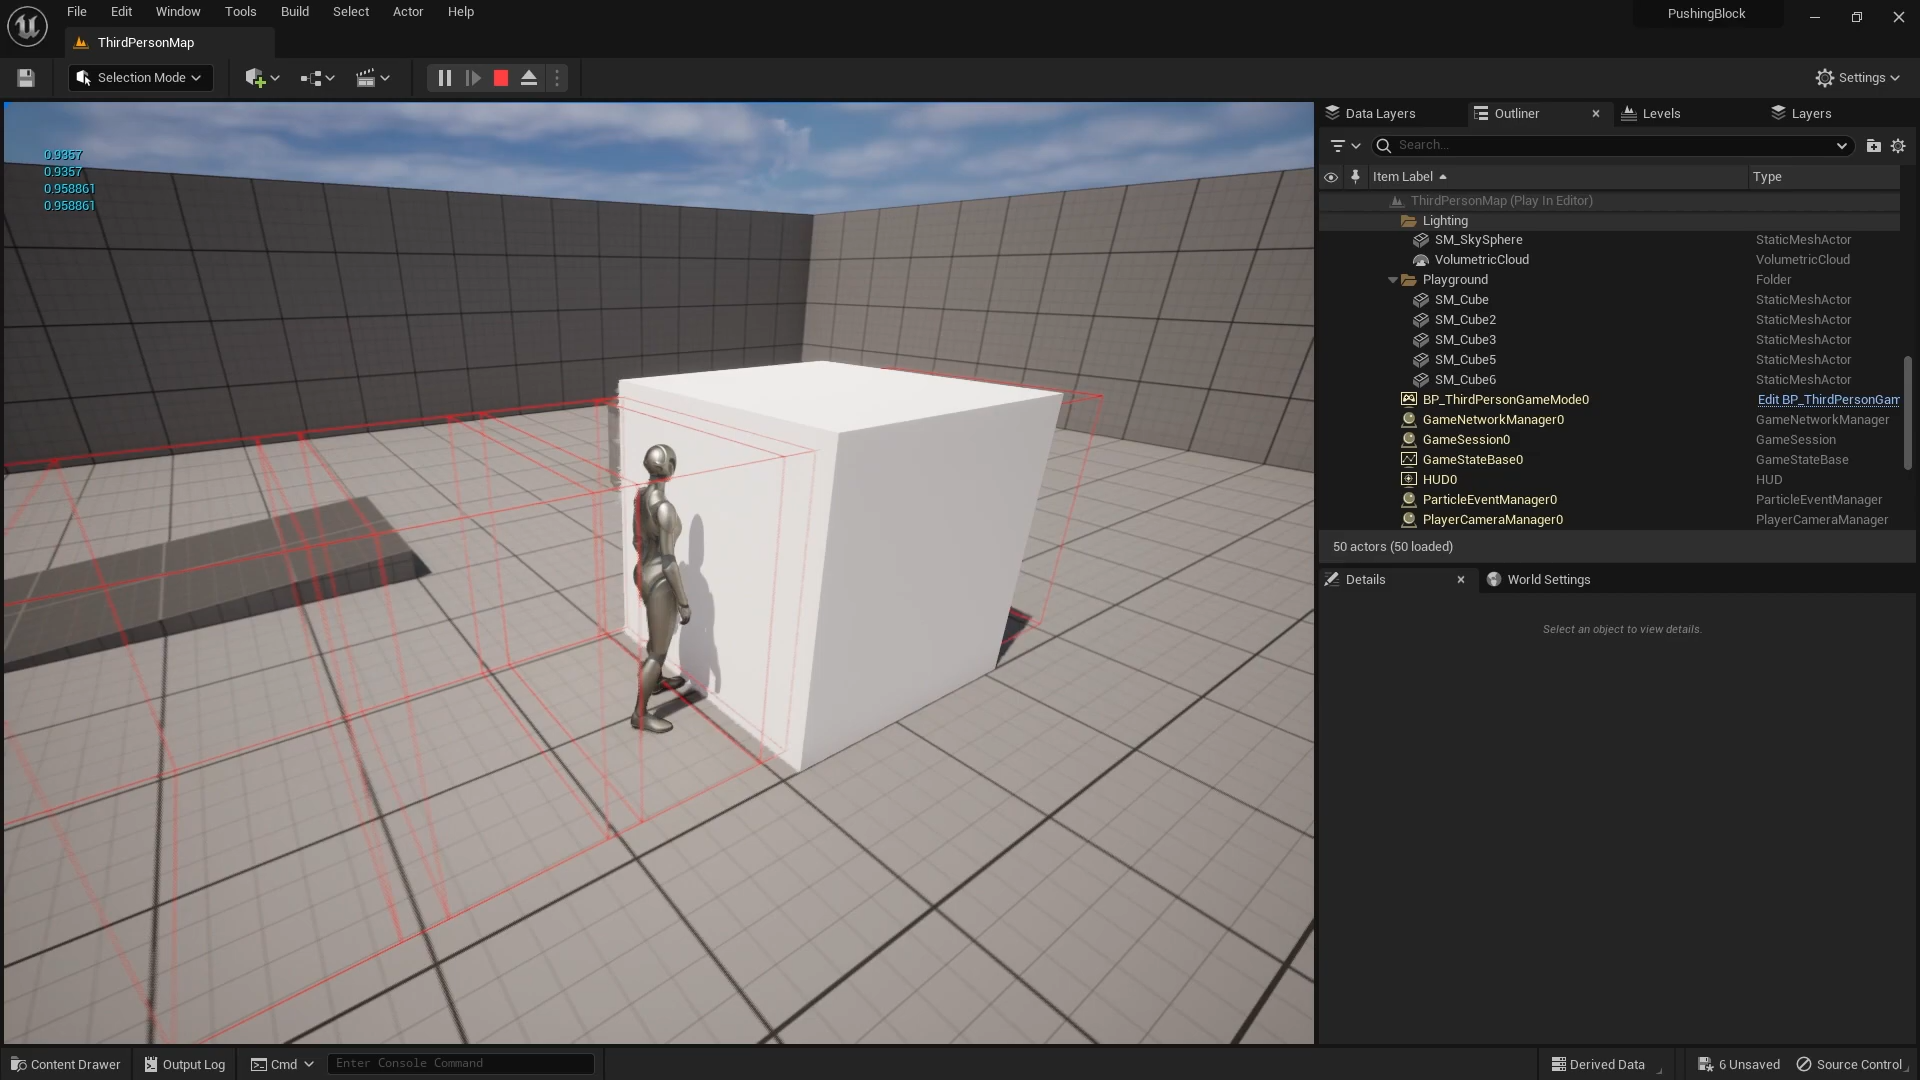 File Edit Window Tools Build Select Actor Help
PushingBlock
ThirdPersonMap
Selection Mode
Settings
0.9357
0.9357
0.958861
0.958861
Data Layers
Outliner
Levels
Layers
Search...
Item Label
Type
ThirdPersonMap (Play In Editor)
Lighting
SM_SkySphere StaticMeshActor
VolumetricCloud VolumetricCloud
Playground Folder
SM_Cube StaticMeshActor
SM_Cube2 StaticMeshActor
SM_Cube3 StaticMeshActor
SM_Cube5 StaticMeshActor
SM_Cube6 StaticMeshActor
BP_ThirdPersonGameMode0 Edit BP_ThirdPersonGam
GameNetworkManager0 GameNetworkManager
GameSession0 GameSession
GameStateBase0 GameStateBase
HUD0 HUD
ParticleEventManager0 ParticleEventManager
PlayerCameraManager0 PlayerCameraManager
50 actors (50 loaded)
Details
World Settings
Select an object to view details.
Content Drawer
Output Log
Cmd
Enter Console Command
Derived Data
6 Unsaved
Source Control